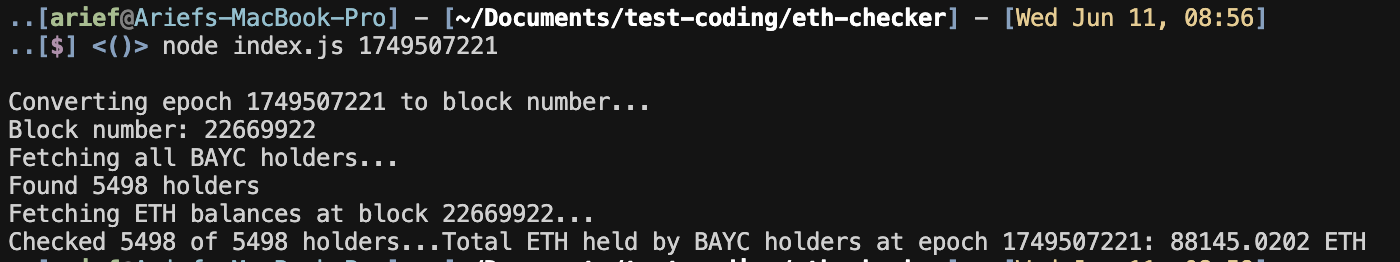 ..[arief@Ariefs-MacBook-Pro] - [~/Documents/test-coding/eth-checker] - [Wed Jun 11, 08:56]
..[$] <()> node index.js 1749507221
Converting epoch 1749507221 to block number...
Block number: 22669922
Fetching all BAYC holders...
Found 5498 holders
Fetching ETH balances at block 22669922...
Checked 5498 of 5498 holders...Total ETH held by BAYC holders at epoch 1749507221: 88145.0202 ETH